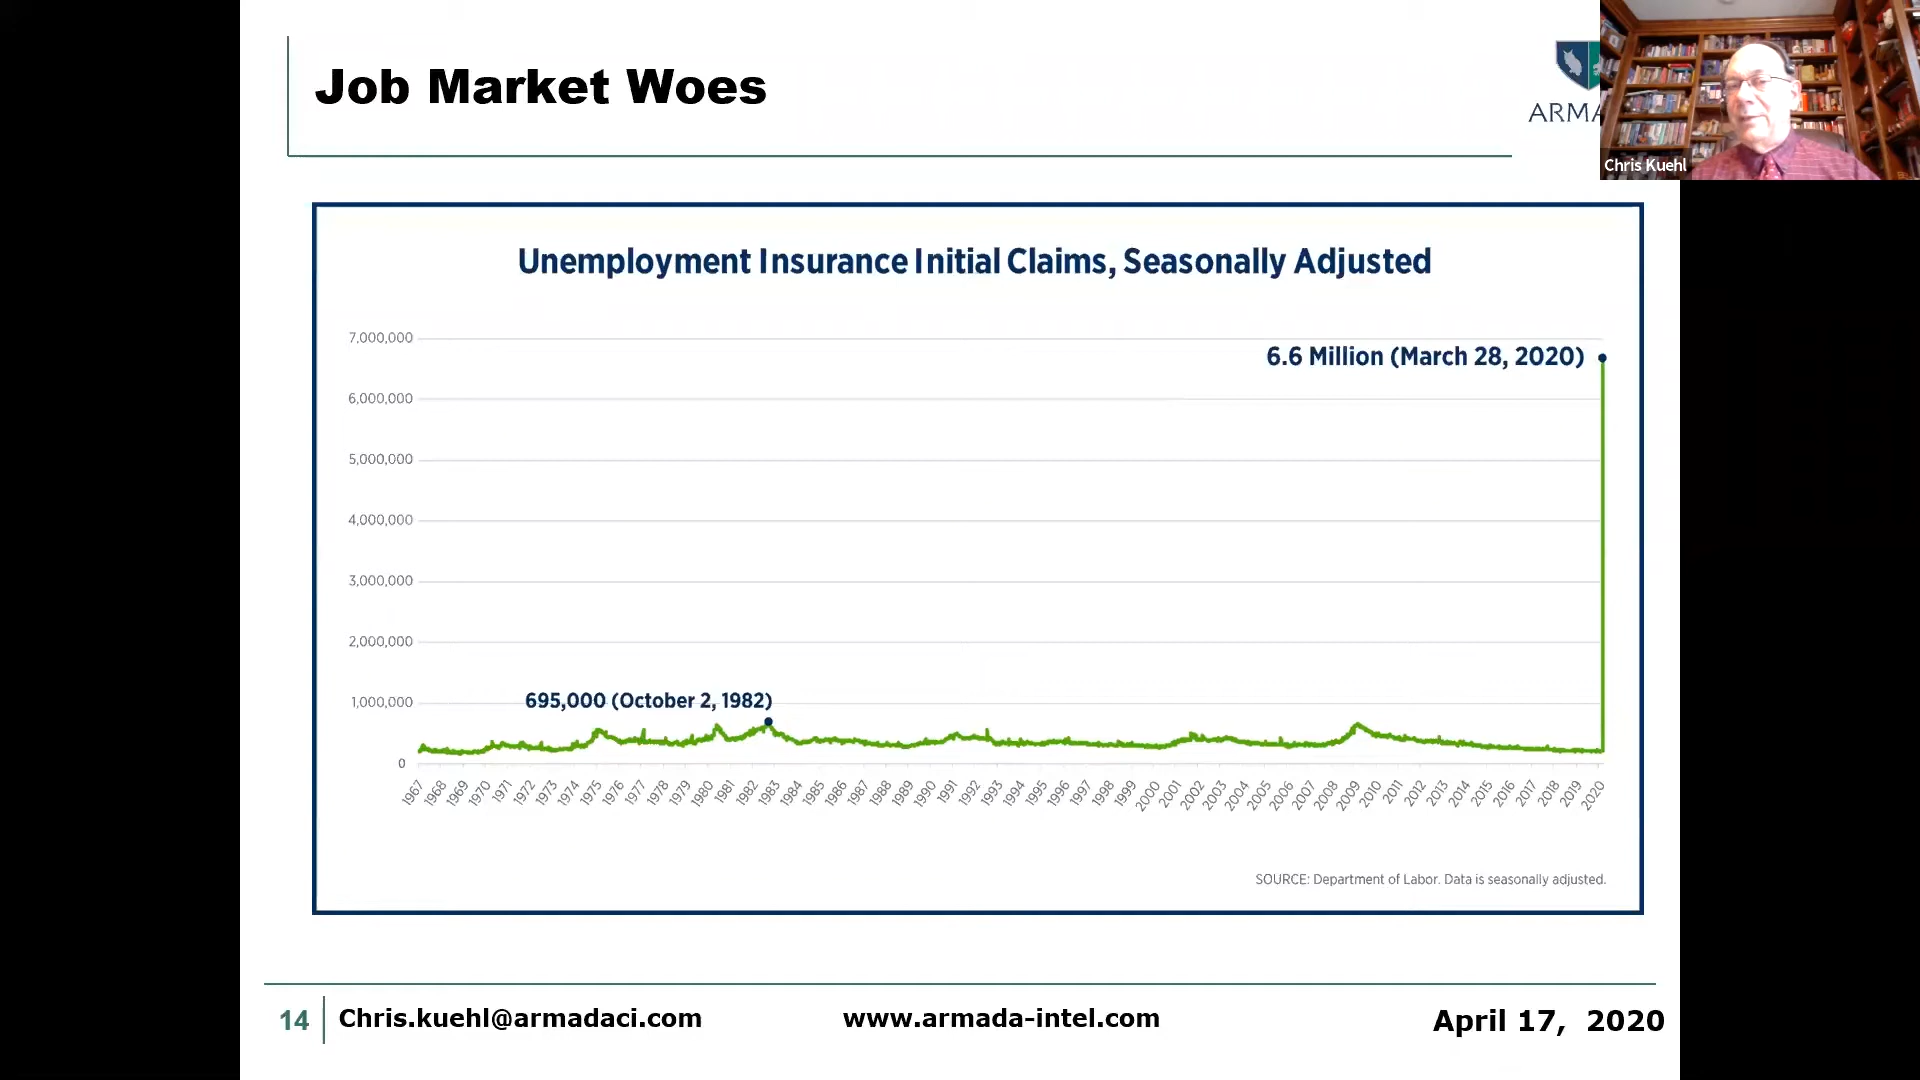 Job Market Woes
ARMA
Chris Kuehl
Unemployment Insurance Initial Claims, Seasonally Adjusted
7,000,000
6.6 Million (March 28, 2020)
6,000,000
5,000,000
4,000,000
3,000,000
2,000,000
1,000,000
695,000 (October 2, 1982)
0
1967 1968 1969 1970 1971 1972 1973 1974 1975 1976 1977 1978 1979 1980 1981 1982 1983 1984 1985 1986 1987 1988 1989 1990 1991 1992 1993 1994 1995 1996 1997 1998 1999 2000 2001 2002 2003 2004 2005 2006 2007 2008 2009 2010 2011 2012 2013 2014 2015 2016 2017 2018 2019 2020
SOURCE: Department of Labor. Data is seasonally adjusted.
14 Chris.kuehl@armadaci.com www.armada-intel.com April 17, 2020